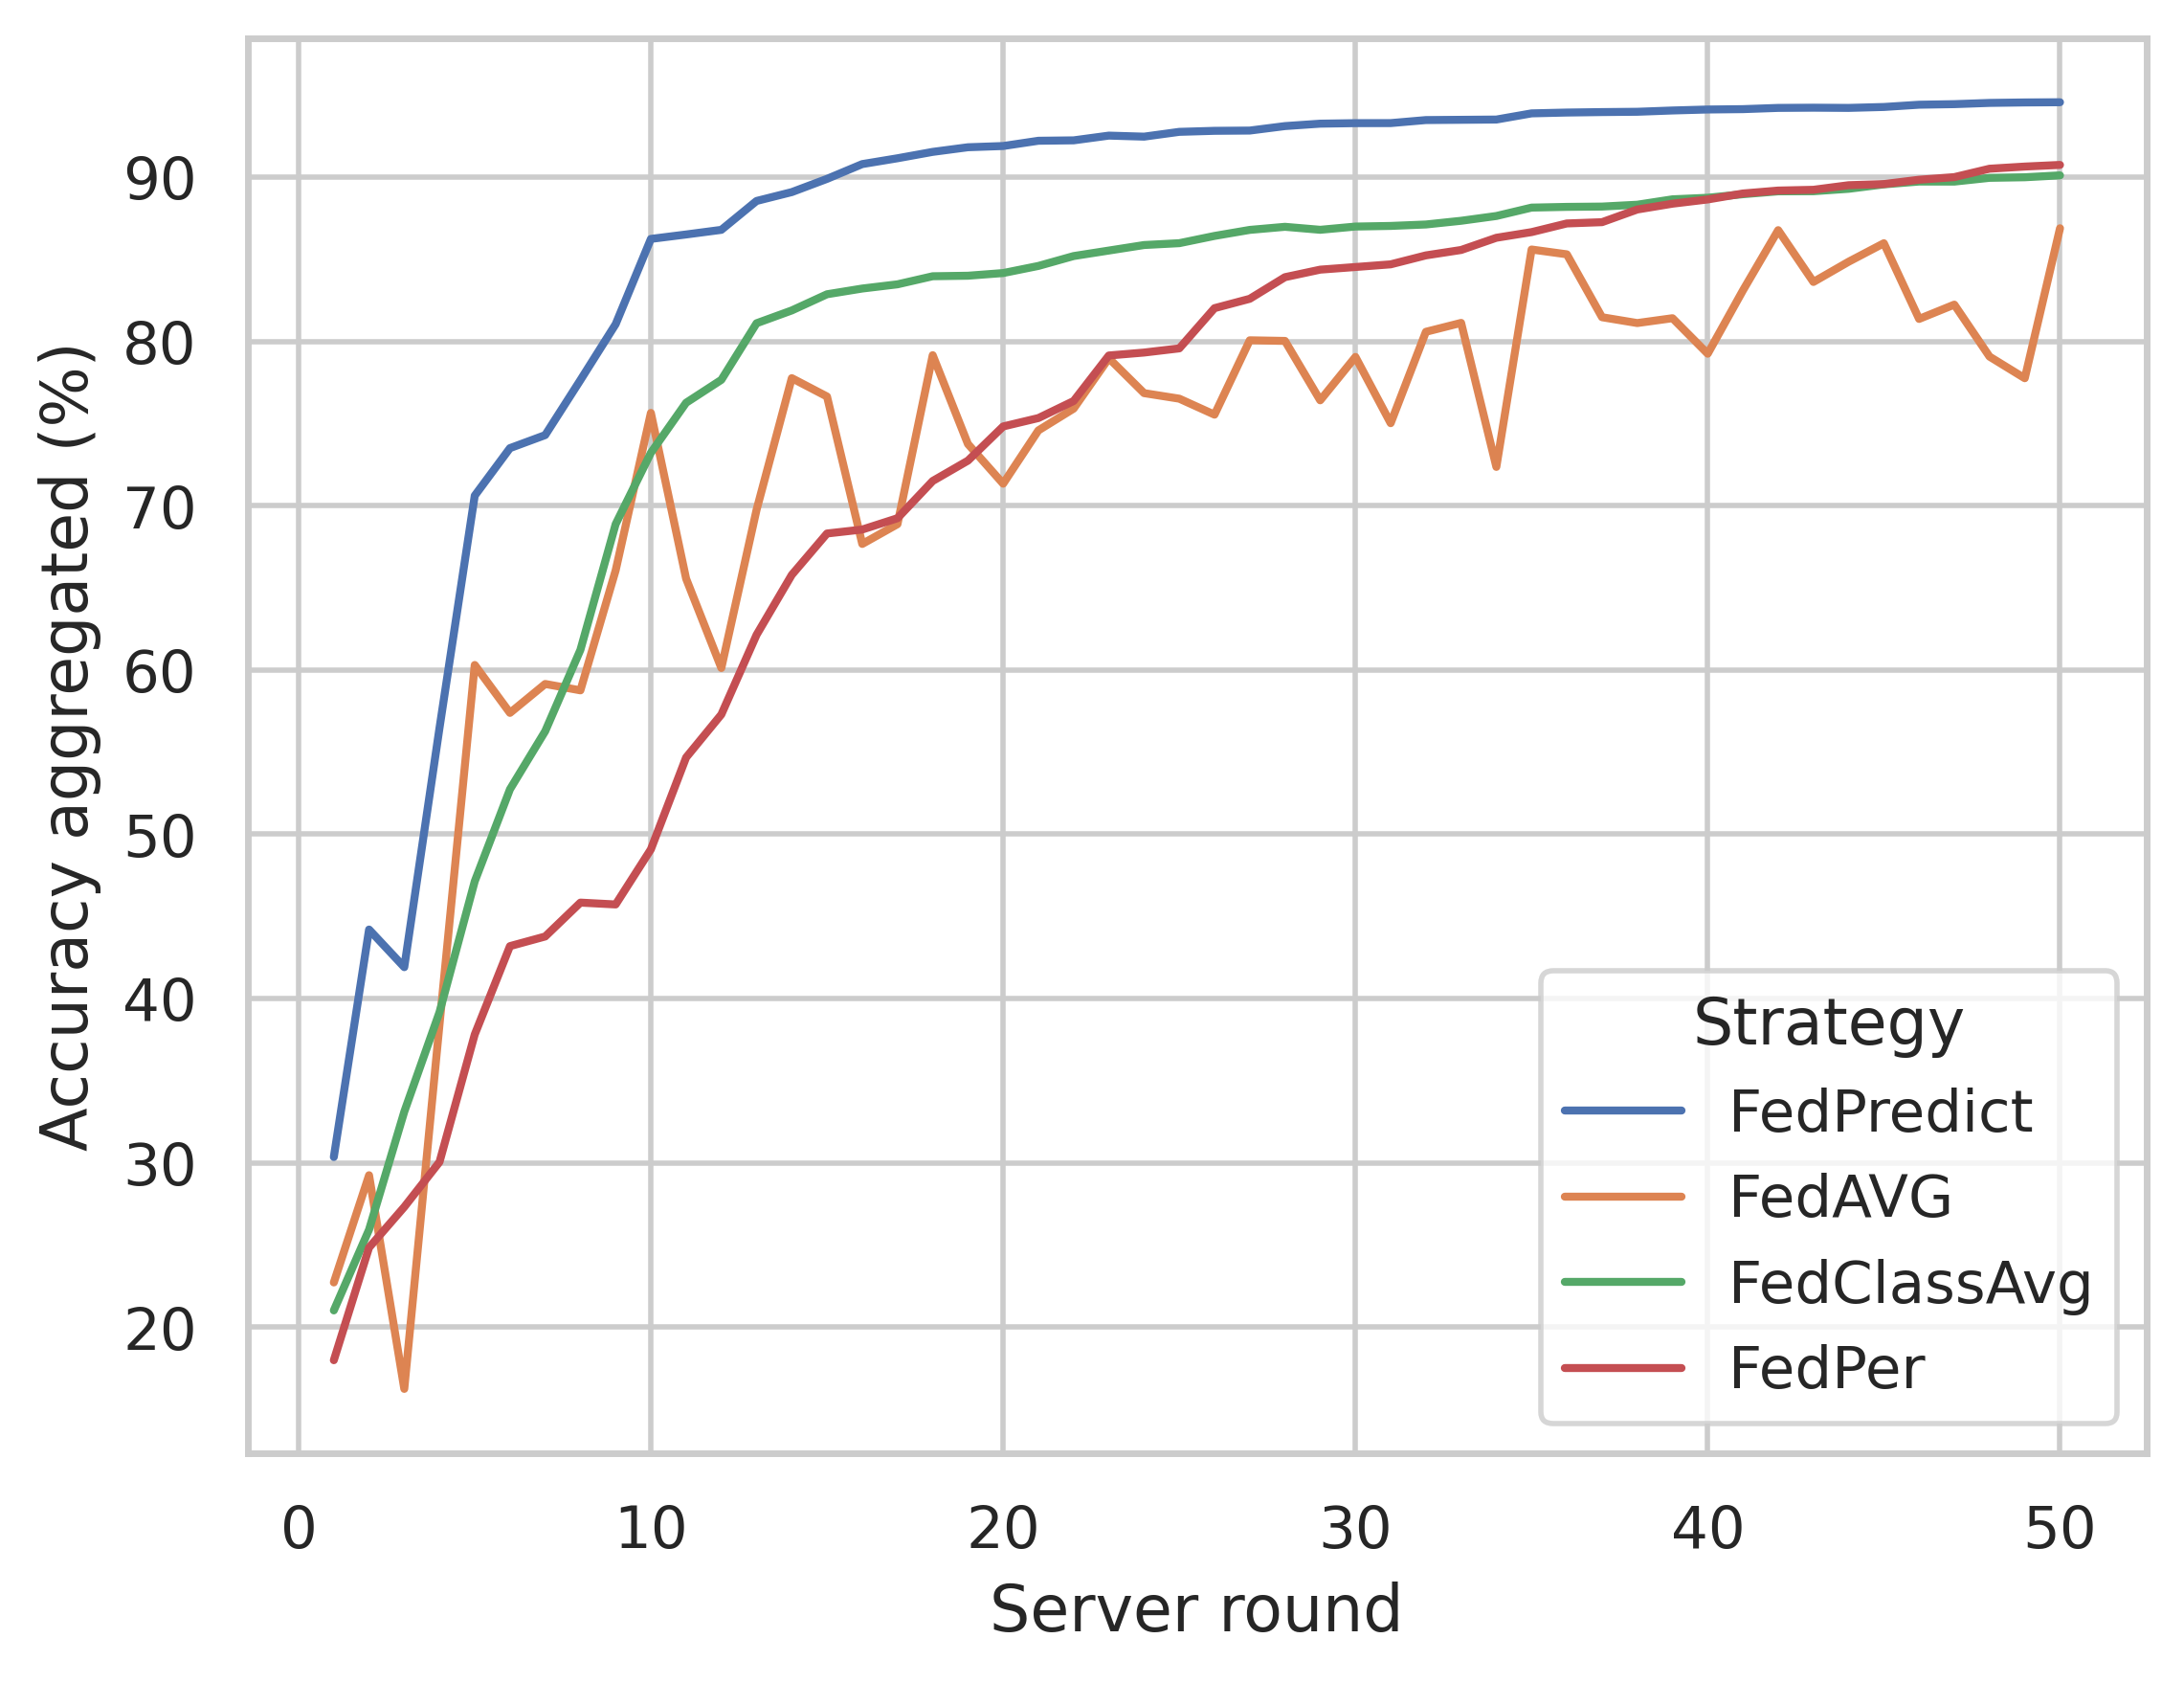 Accuracy aggregated (%)
90
80
70
60
50
40
30
20
0 10 20 30 40 50
Server round
Strategy
FedPredict
FedAVG
FedClassAvg
FedPer